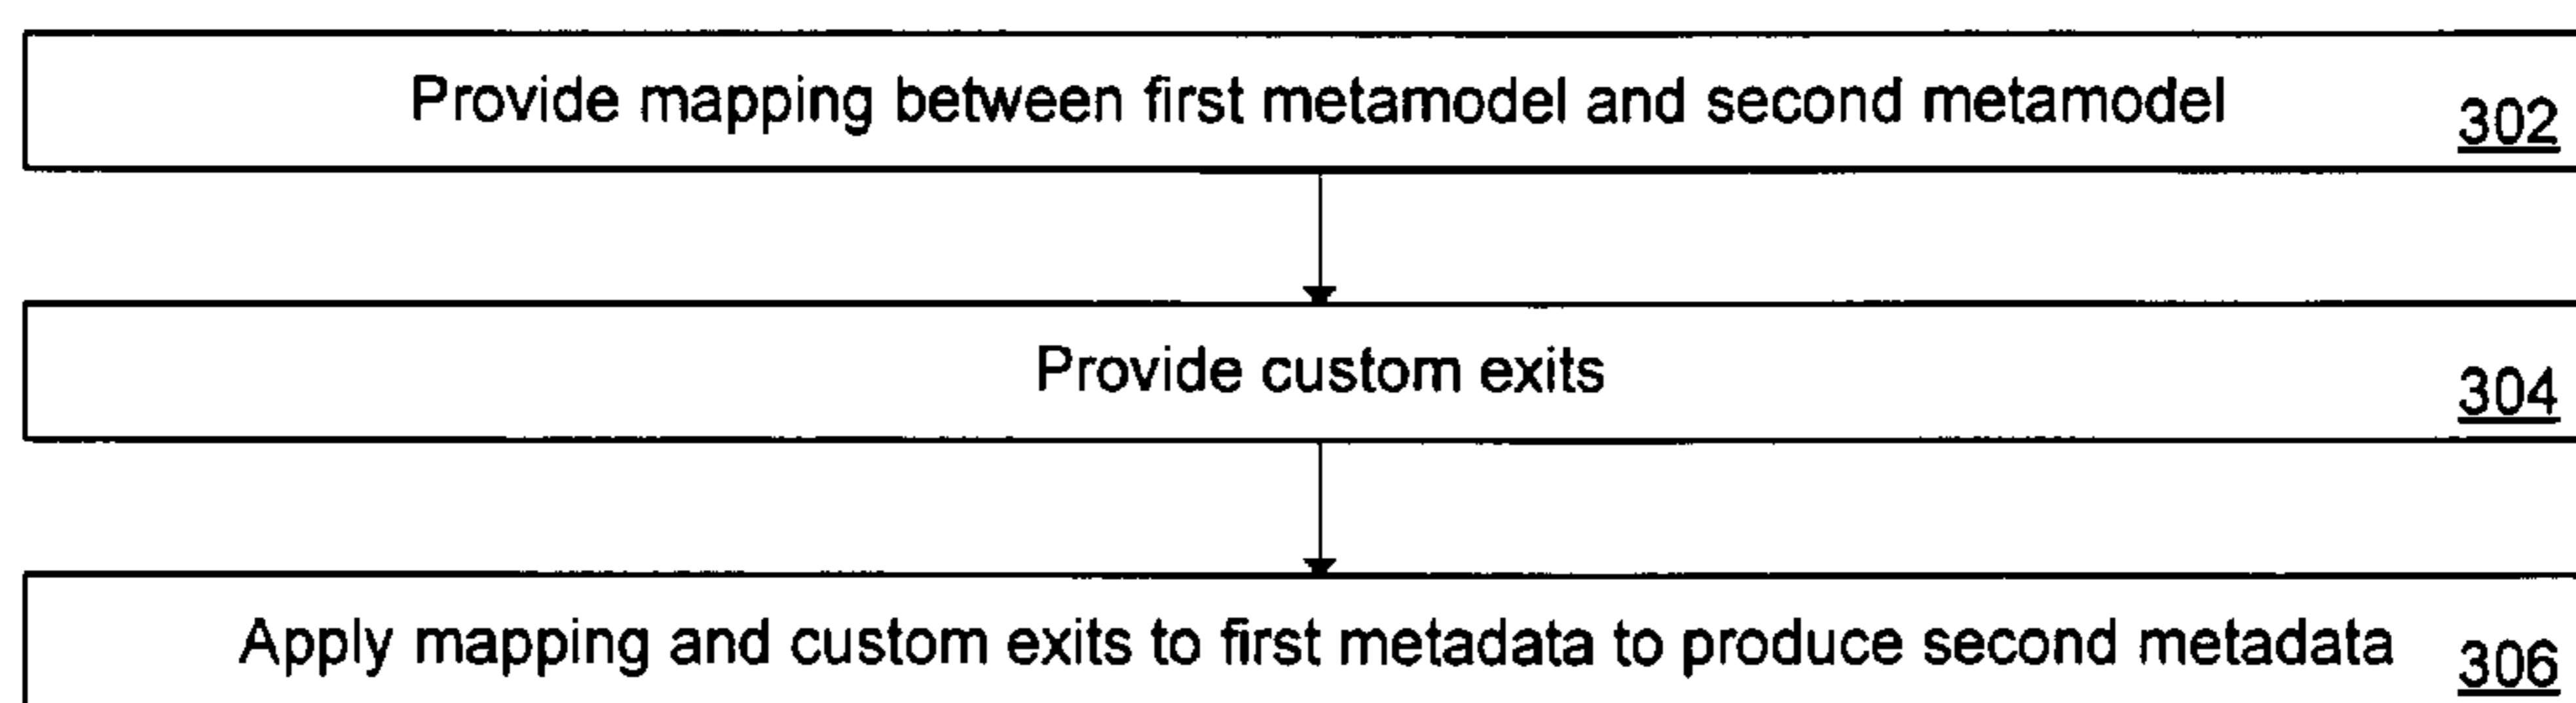 Provide mapping between first metamodel and second metamodel
302
Provide custom exits
304
Apply mapping and custom exits to first metadata to produce second metadata
306